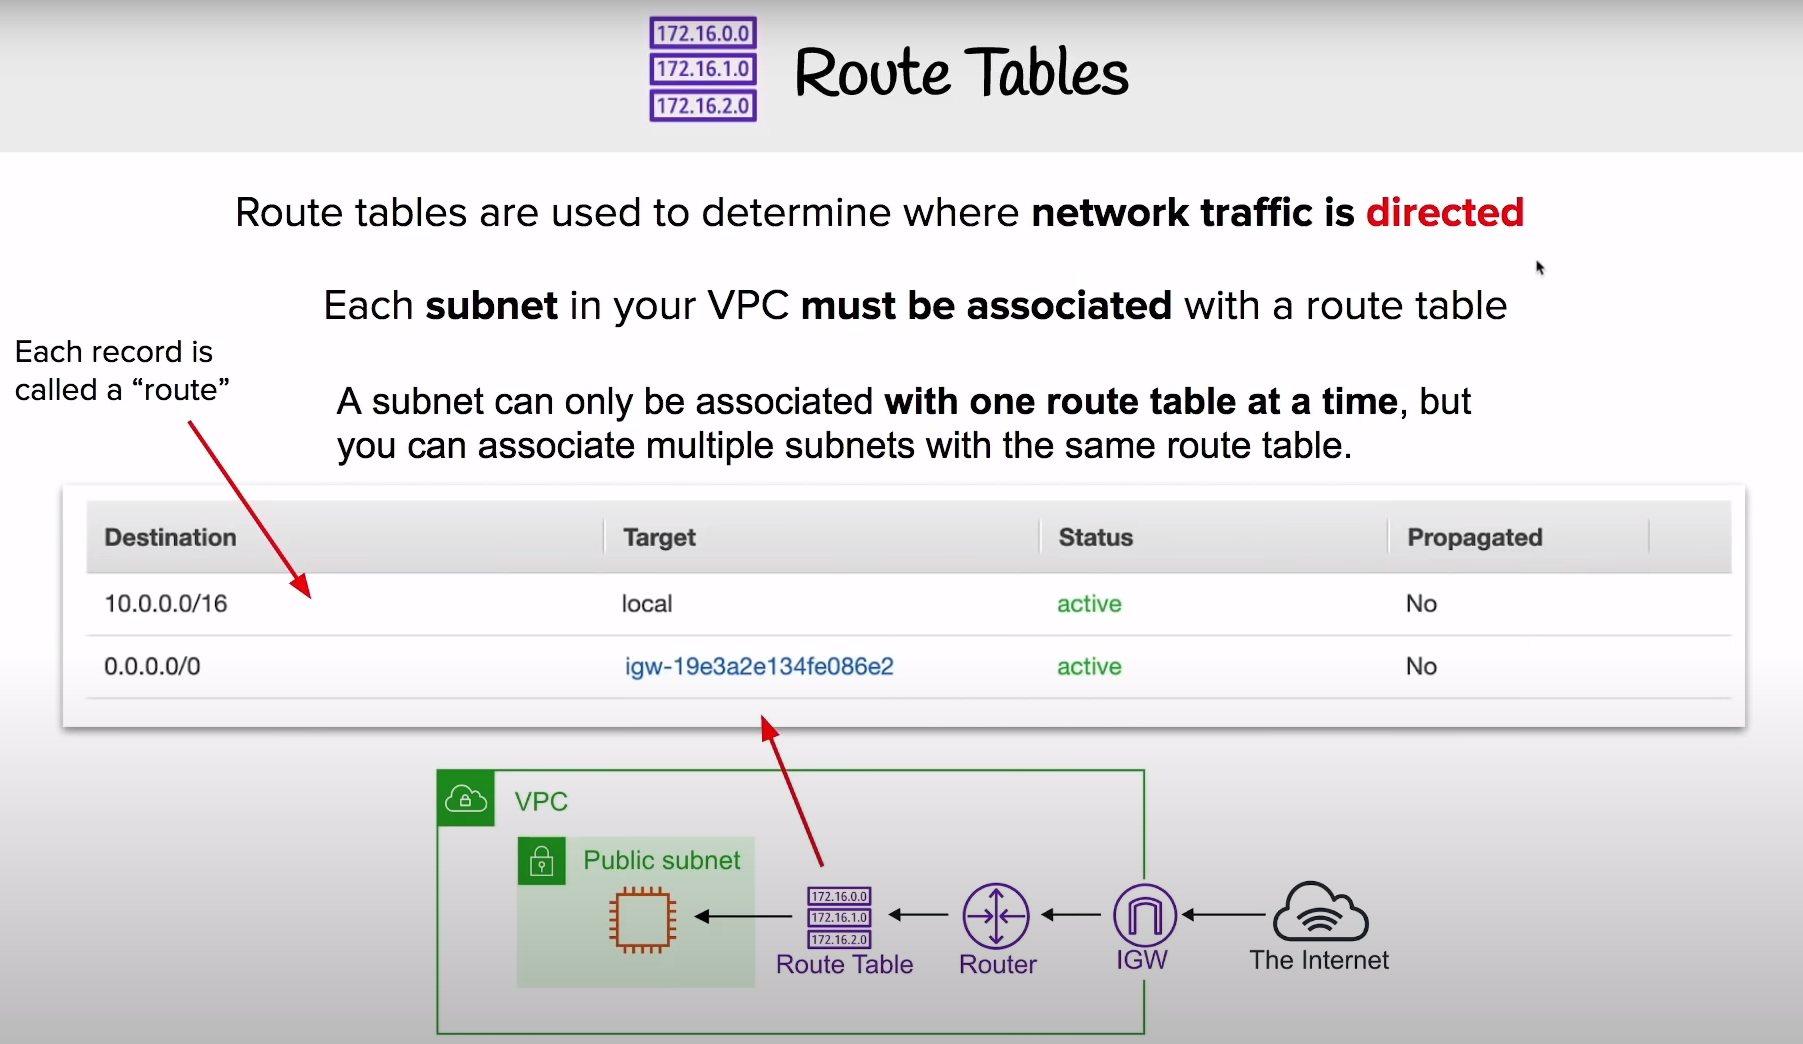 172.16.0.0
172.16.1.0
172.16.2.0
Route Tables
Route tables are used to determine where network traffic is directed
Each subnet in your VPC must be associated with a route table
Each record is
called a “route”
A subnet can only be associated with one route table at a time, but
you can associate multiple subnets with the same route table.
Destination Target Status Propagated
10.0.0.0/16 local active No
0.0.0.0/0 igw-19e3a2e134fe086e2 active No
VPC
Public subnet
172.16.0.0
172.16.1.0
172.16.2.0
Route Table
Router
IGW
The Internet